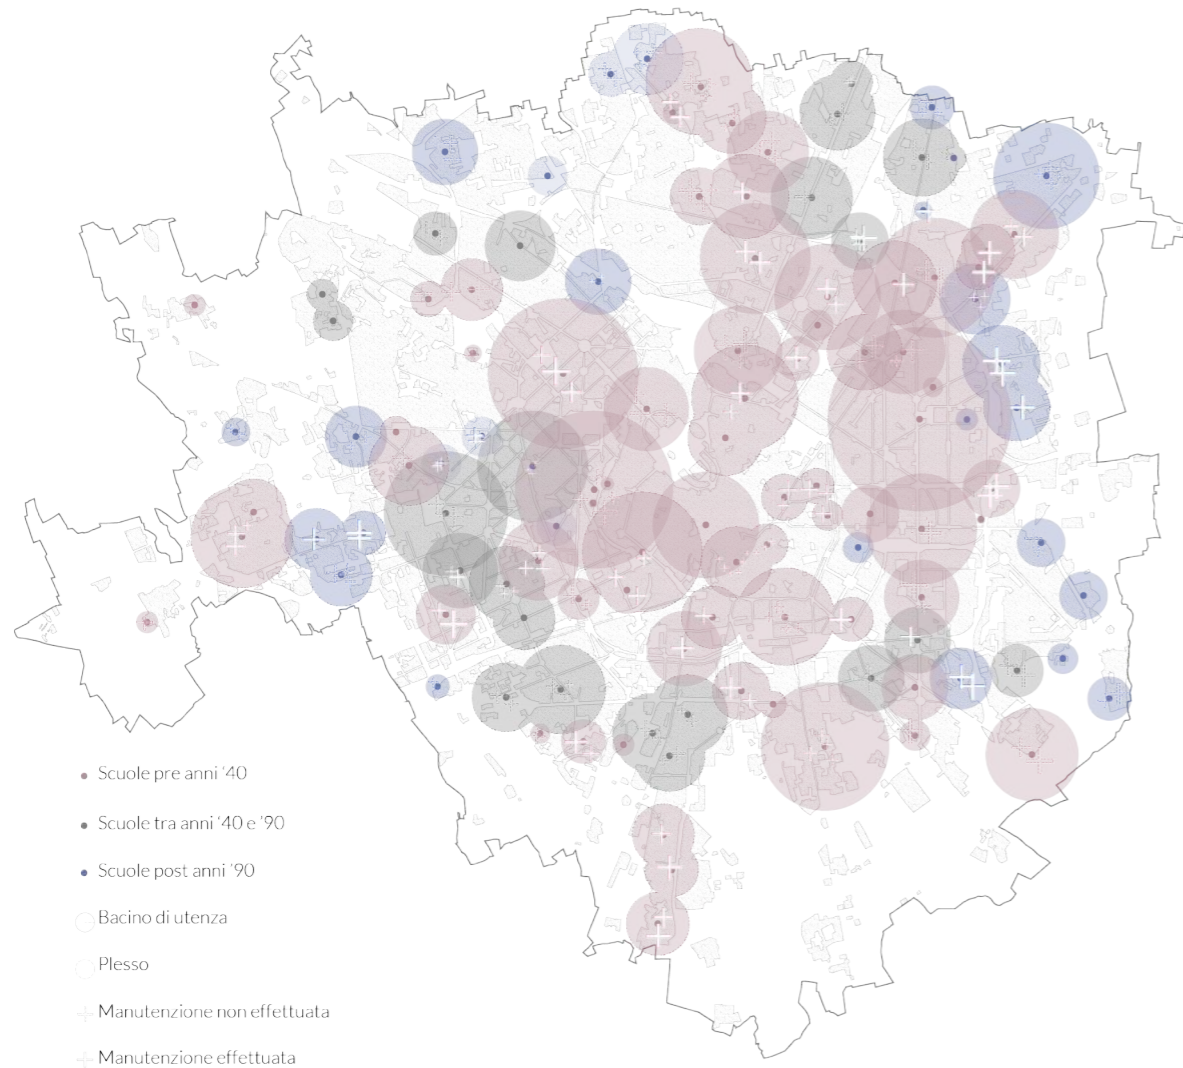 Scuole pre anni ‘40
Scuole tra anni ‘40 e ‘90
Scuole post anni ’90
Bacino di utenza
Plesso
Manutenzione non effettuata
Manutenzione effettuata